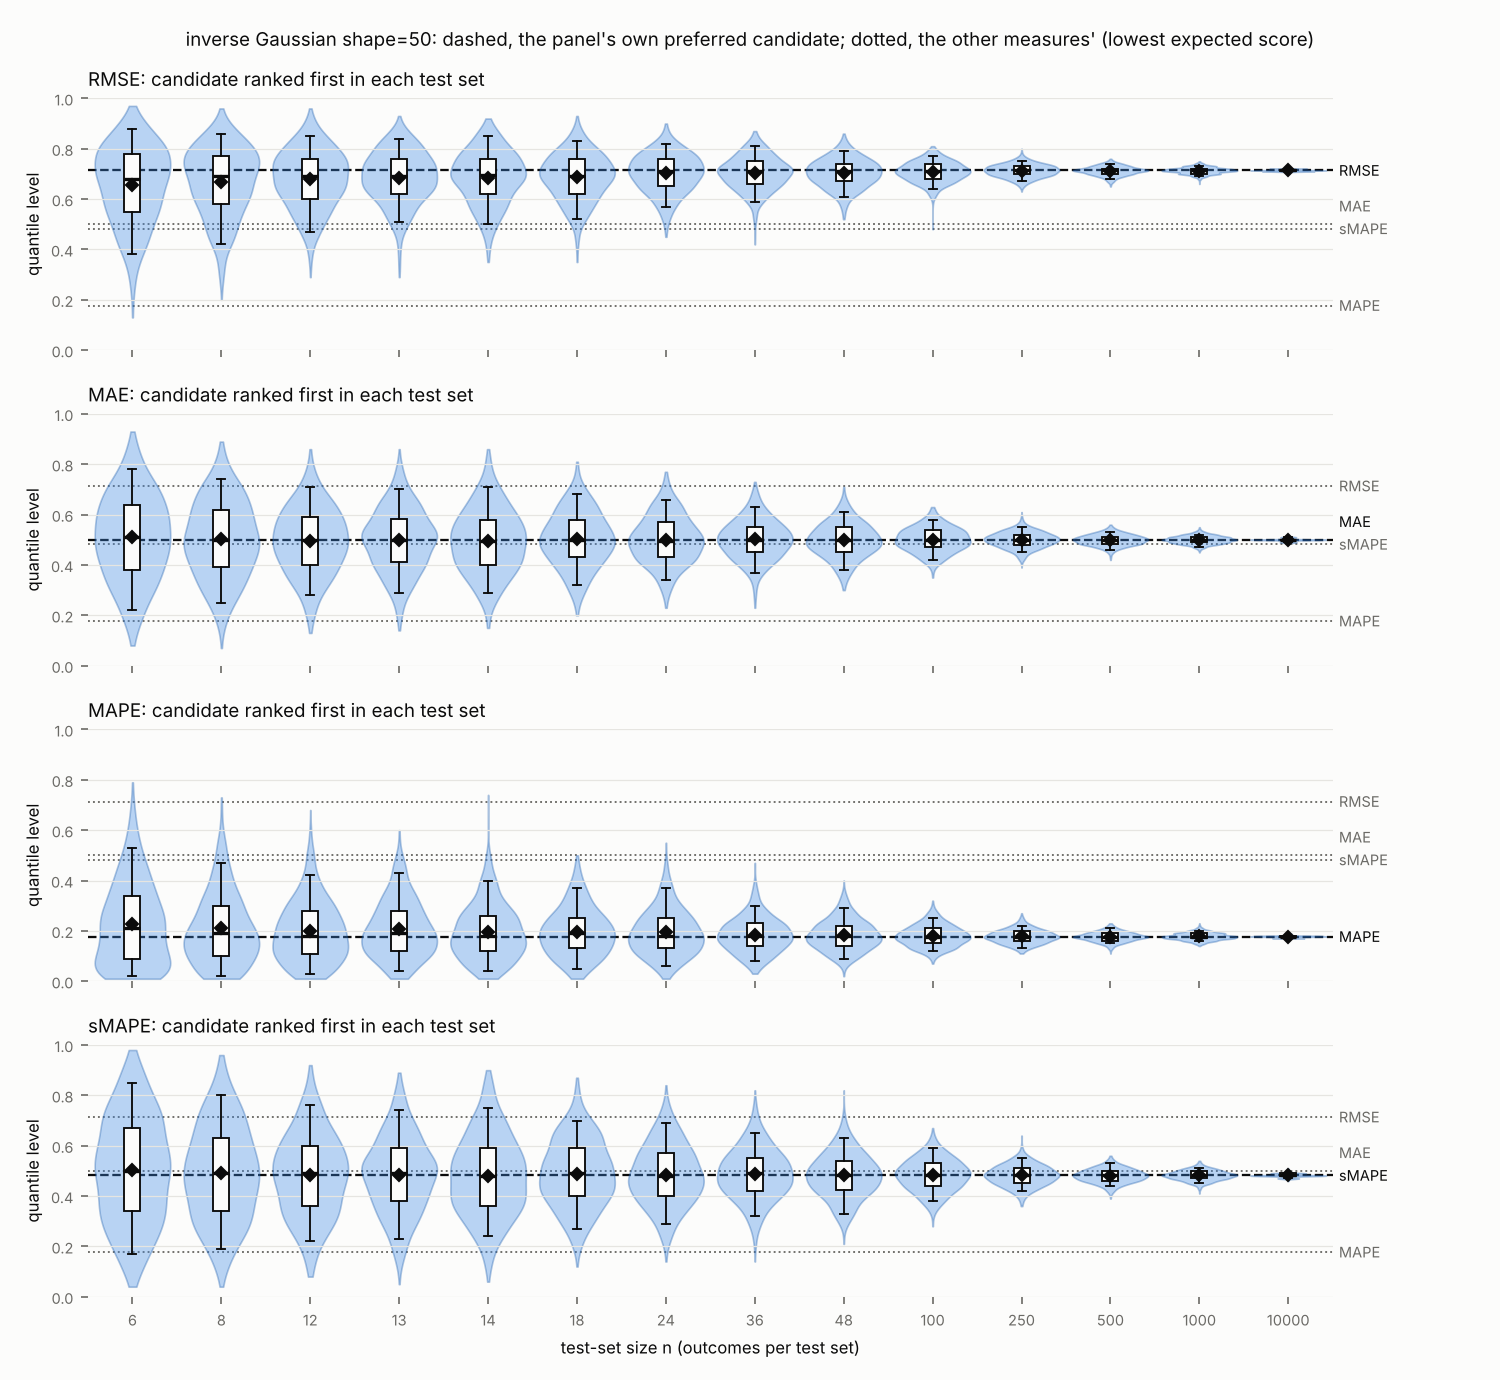 inverse Gaussian shape=50: dashed, the panel's own preferred candidate; dotted, the other measures' (lowest expected score)
RMSE: candidate ranked first in each test set
quantile level
1.0
0.8
0.6
0.4
0.2
0.0
RMSE
MAE
sMAPE
MAPE
MAE: candidate ranked first in each test set
quantile level
1.0
0.8
0.6
0.4
0.2
0.0
RMSE
MAE
sMAPE
MAPE
MAPE: candidate ranked first in each test set
quantile level
1.0
0.8
0.6
0.4
0.2
0.0
RMSE
MAE
sMAPE
MAPE
sMAPE: candidate ranked first in each test set
quantile level
1.0
0.8
0.6
0.4
0.2
0.0
RMSE
MAE
sMAPE
MAPE
6 8 12 13 14 18 24 36 48 100 250 500 1000 10000
test-set size n (outcomes per test set)